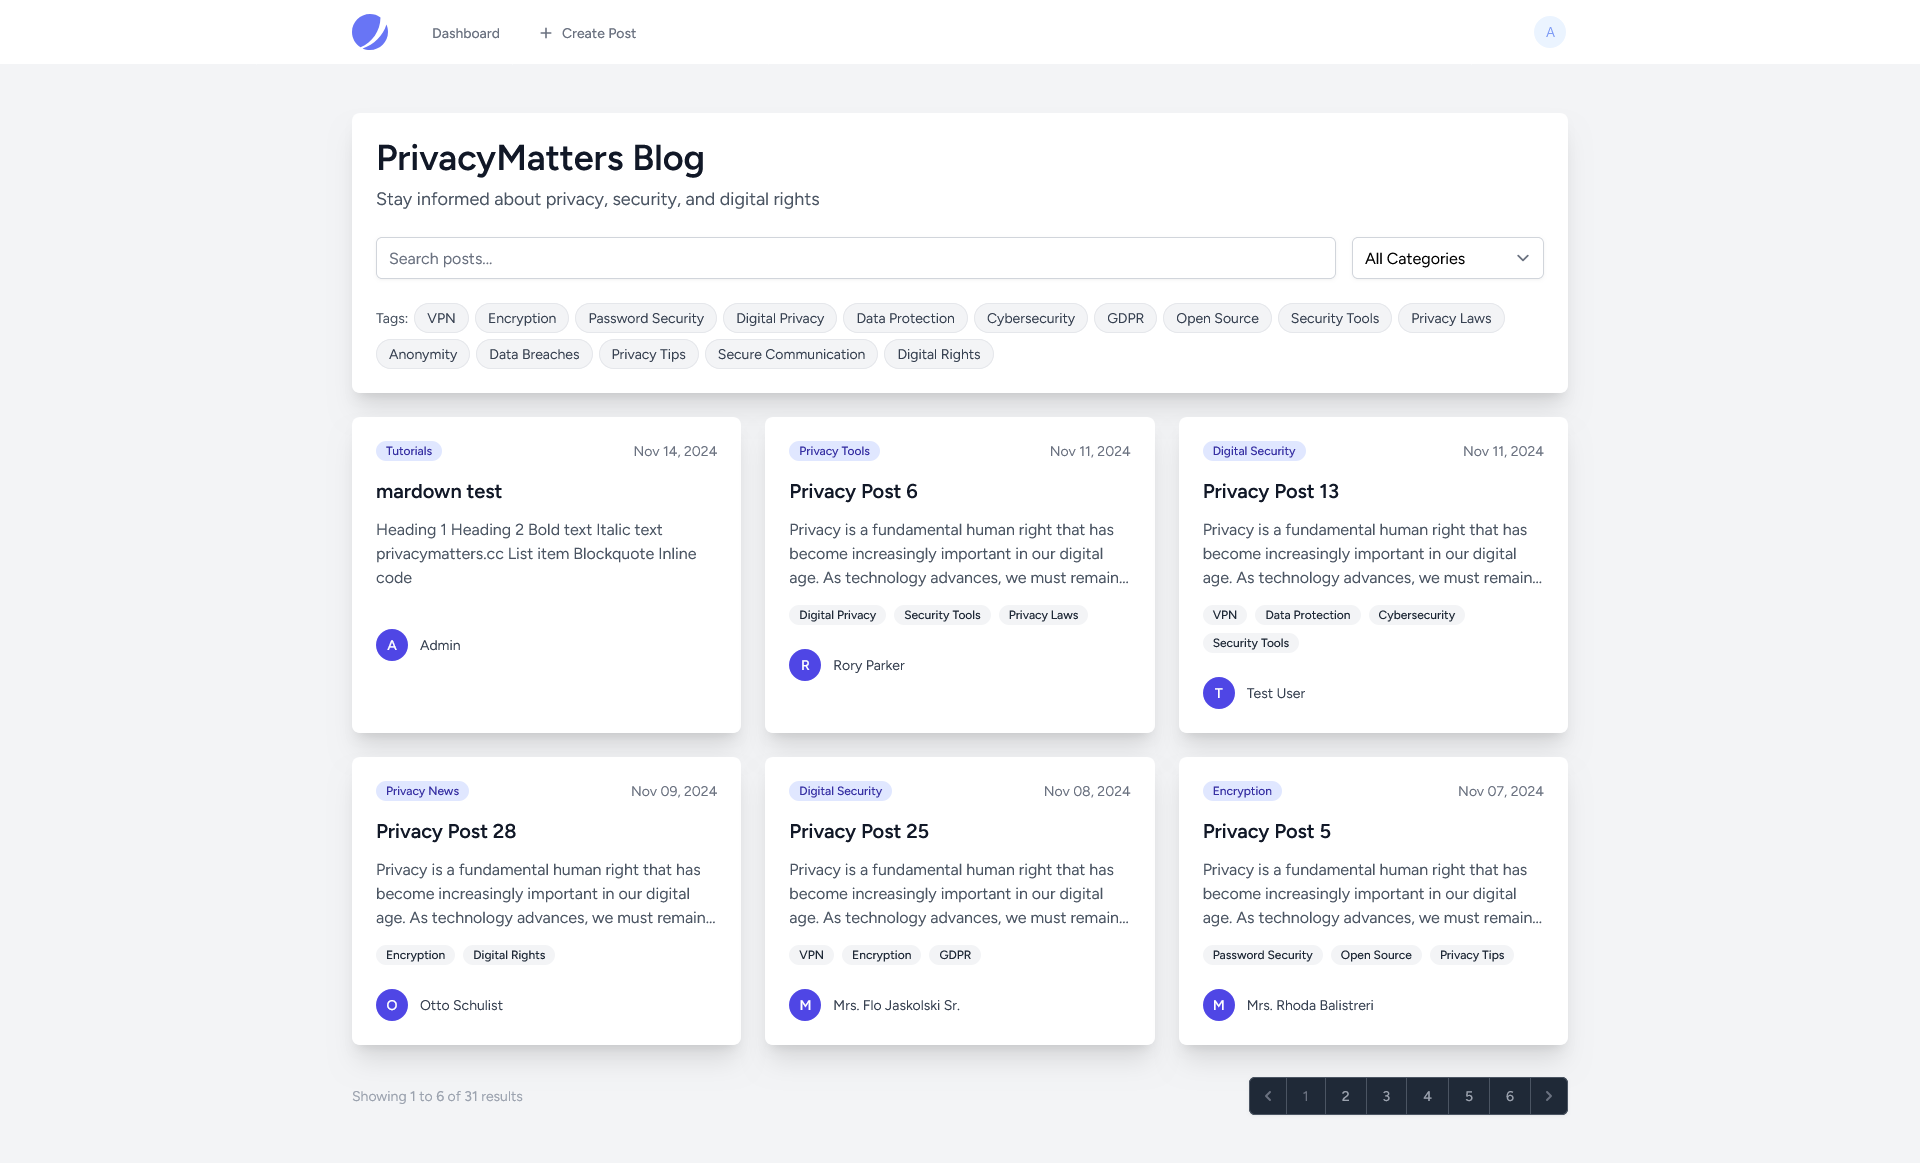 Dashboard
Create Post
A
PrivacyMatters Blog
Stay informed about privacy, security, and digital rights
Search posts...
All Categories
Tags: VPN Encryption Password Security Digital Privacy Data Protection Cybersecurity GDPR Open Source Security Tools Privacy Laws
Anonymity Data Breaches Privacy Tips Secure Communication Digital Rights
Tutorials Nov 14, 2024
mardown test
Heading 1 Heading 2 Bold text Italic text
privacymatters.cc List item Blockquote Inline
code
A Admin
Privacy Tools Nov 11, 2024
Privacy Post 6
Privacy is a fundamental human right that has
become increasingly important in our digital
age. As technology advances, we must remain...
Digital Privacy Security Tools Privacy Laws
R Rory Parker
Digital Security Nov 11, 2024
Privacy Post 13
Privacy is a fundamental human right that has
become increasingly important in our digital
age. As technology advances, we must remain...
VPN Data Protection Cybersecurity
Security Tools
T Test User
Privacy News Nov 09, 2024
Privacy Post 28
Privacy is a fundamental human right that has
become increasingly important in our digital
age. As technology advances, we must remain...
Encryption Digital Rights
O Otto Schulist
Digital Security Nov 08, 2024
Privacy Post 25
Privacy is a fundamental human right that has
become increasingly important in our digital
age. As technology advances, we must remain...
VPN Encryption GDPR
M Mrs. Flo Jaskolski Sr.
Encryption Nov 07, 2024
Privacy Post 5
Privacy is a fundamental human right that has
become increasingly important in our digital
age. As technology advances, we must remain...
Password Security Open Source Privacy Tips
M Mrs. Rhoda Balistreri
Showing 1 to 6 of 31 results
1 2 3 4 5 6